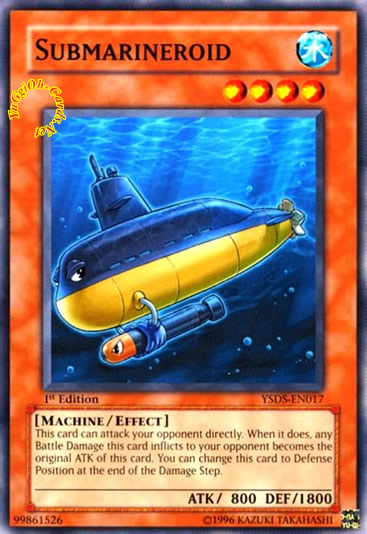 SUBMARINEROID
水
YuGgiOh-Cards.Net
1st Edition
YSDS-EN017
[MACHINE/EFFECT]
This card can attack your opponent directly. When it does, any
Battle Damage this card inflicts to your opponent becomes the
original ATK of this card. You can change this card to Defense
Position at the end of the Damage Step.
ATK/ 800 DEF/1800
99861526
©1996 KAZUKI TAKAHASHI